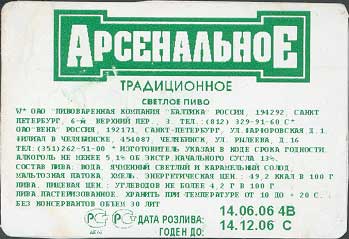 АРСЕНАЛЬНОЕ
ТРАДИЦИОННОЕ
СВЕТЛОЕ ПИВО
W* ОАО "ПИВОВАРЕННАЯ КОМПАНИЯ "БАЛТИКА" РОССИЯ, 194292, САНКТ
ПЕТЕРБУРГ, 6-й ВЕРХНИЙ ПЕР., 3. ТЕЛ.:(812) 329-91-60 С*
ОАО"ВЕНА" РОССИЯ, 192171, САНКТ-ПЕТЕРБУРГ, УЛ.ФАРФОРОВСКАЯ Д.1
ФИЛИАЛ В ЧЕЛЯБИНСКЕ, 454087, ЧЕЛЯБИНСК, УЛ РЫЛЕЕВА, Д.16
ТЕЛ:(351)262-51-00 * ИЗГОТОВИТЕЛЬ УКАЗАН В КОДЕ СРОКА ГОДНОСТИ.
АЛКОГОЛЬ НЕ МЕНЕЕ 5,1% ОБ ЭКСТР.НАЧАЛЬНОГО СУСЛА 13%.
СОСТАВ ПИВА: ВОДА, ЯЧМЕННЫЙ СВЕТЛЫЙ И КАРАМЕЛЬНЫЙ СОЛОД,
МАЛЬТОЗНАЯ ПАТОКА, ХМЕЛЬ. ЭНЕРГЕТИЧЕСКАЯ ЦЕН: 49,2 ККАЛ В 100 Г
ПИВА, ПИЩЕВАЯ ЦЕН: УГЛЕВОДОВ НЕ БОЛЕЕ 4,2 Г В 100 Г
ПИВА ПАСТЕРИЗОВАННОЕ. ХРАНИТЬ ПРИ ТЕМПЕРАТУРЕ ОТ 10 ДО + 20 С.
БЕЗ КОНСЕРВАНТОВ ОБЪЕМ 30 ЛИТ
ДАТА РОЗЛИВА: 14.06.06 4В
ГОДЕН ДО: 14.12.06 С